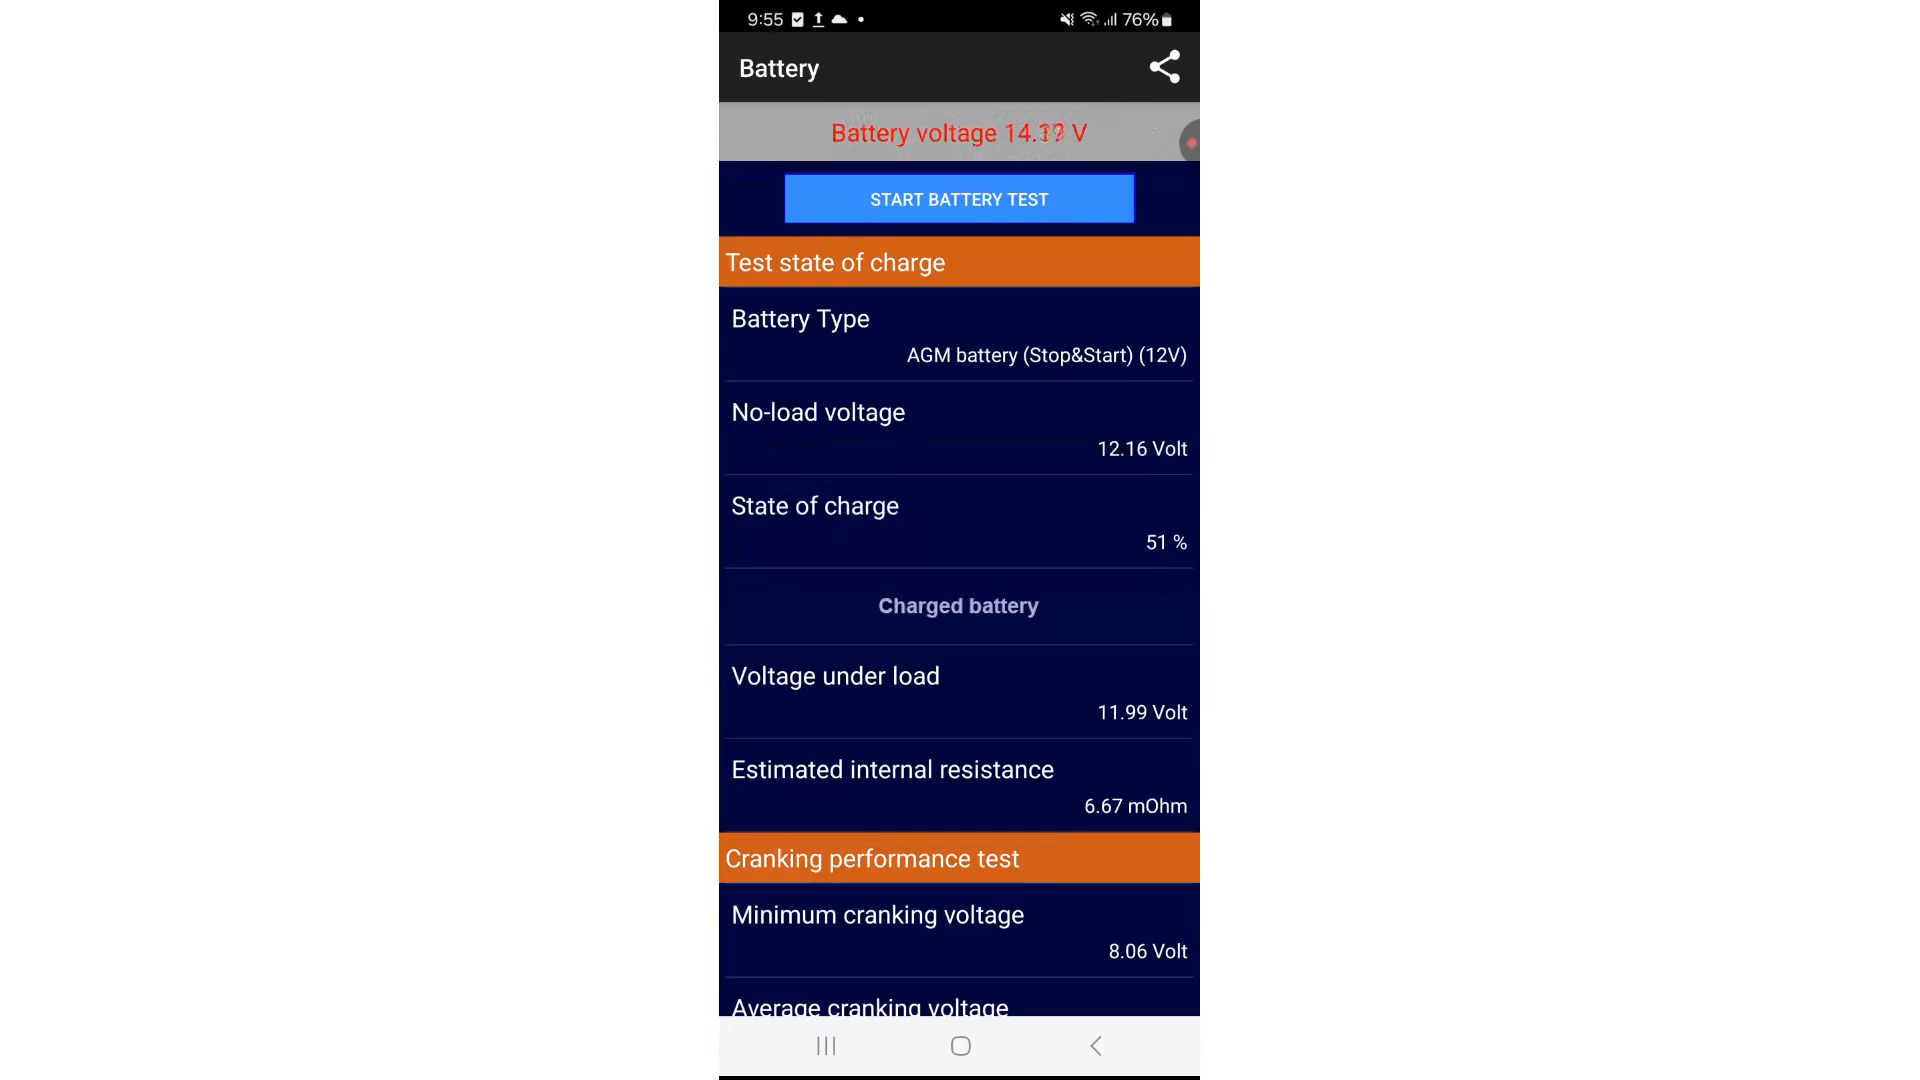 9:55 76%
Battery
Battery voltage V
START BATTERY TEST
Test state of charge
Battery Type
AGM battery (Stop&Start) (12V)
No-load voltage
12.16 Volt
State of charge
51 %
Charged battery
Voltage under load
11.99 Volt
Estimated internal resistance
6.67 mOhm
Cranking performance test
Minimum cranking voltage
8.06 Volt
Average cranking voltage